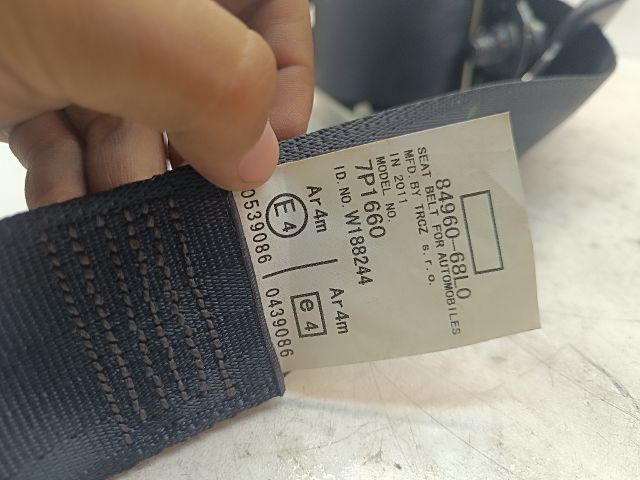 84960-68L0
SEAT BELT FOR AUTOMOBILES
MFD. BY TRCZ s. r. o.
IN 2011
MODEL NO.
7P1660
ID. NO. W188244
Ar4m
E4
0539086
Ar4m
e4
0439086